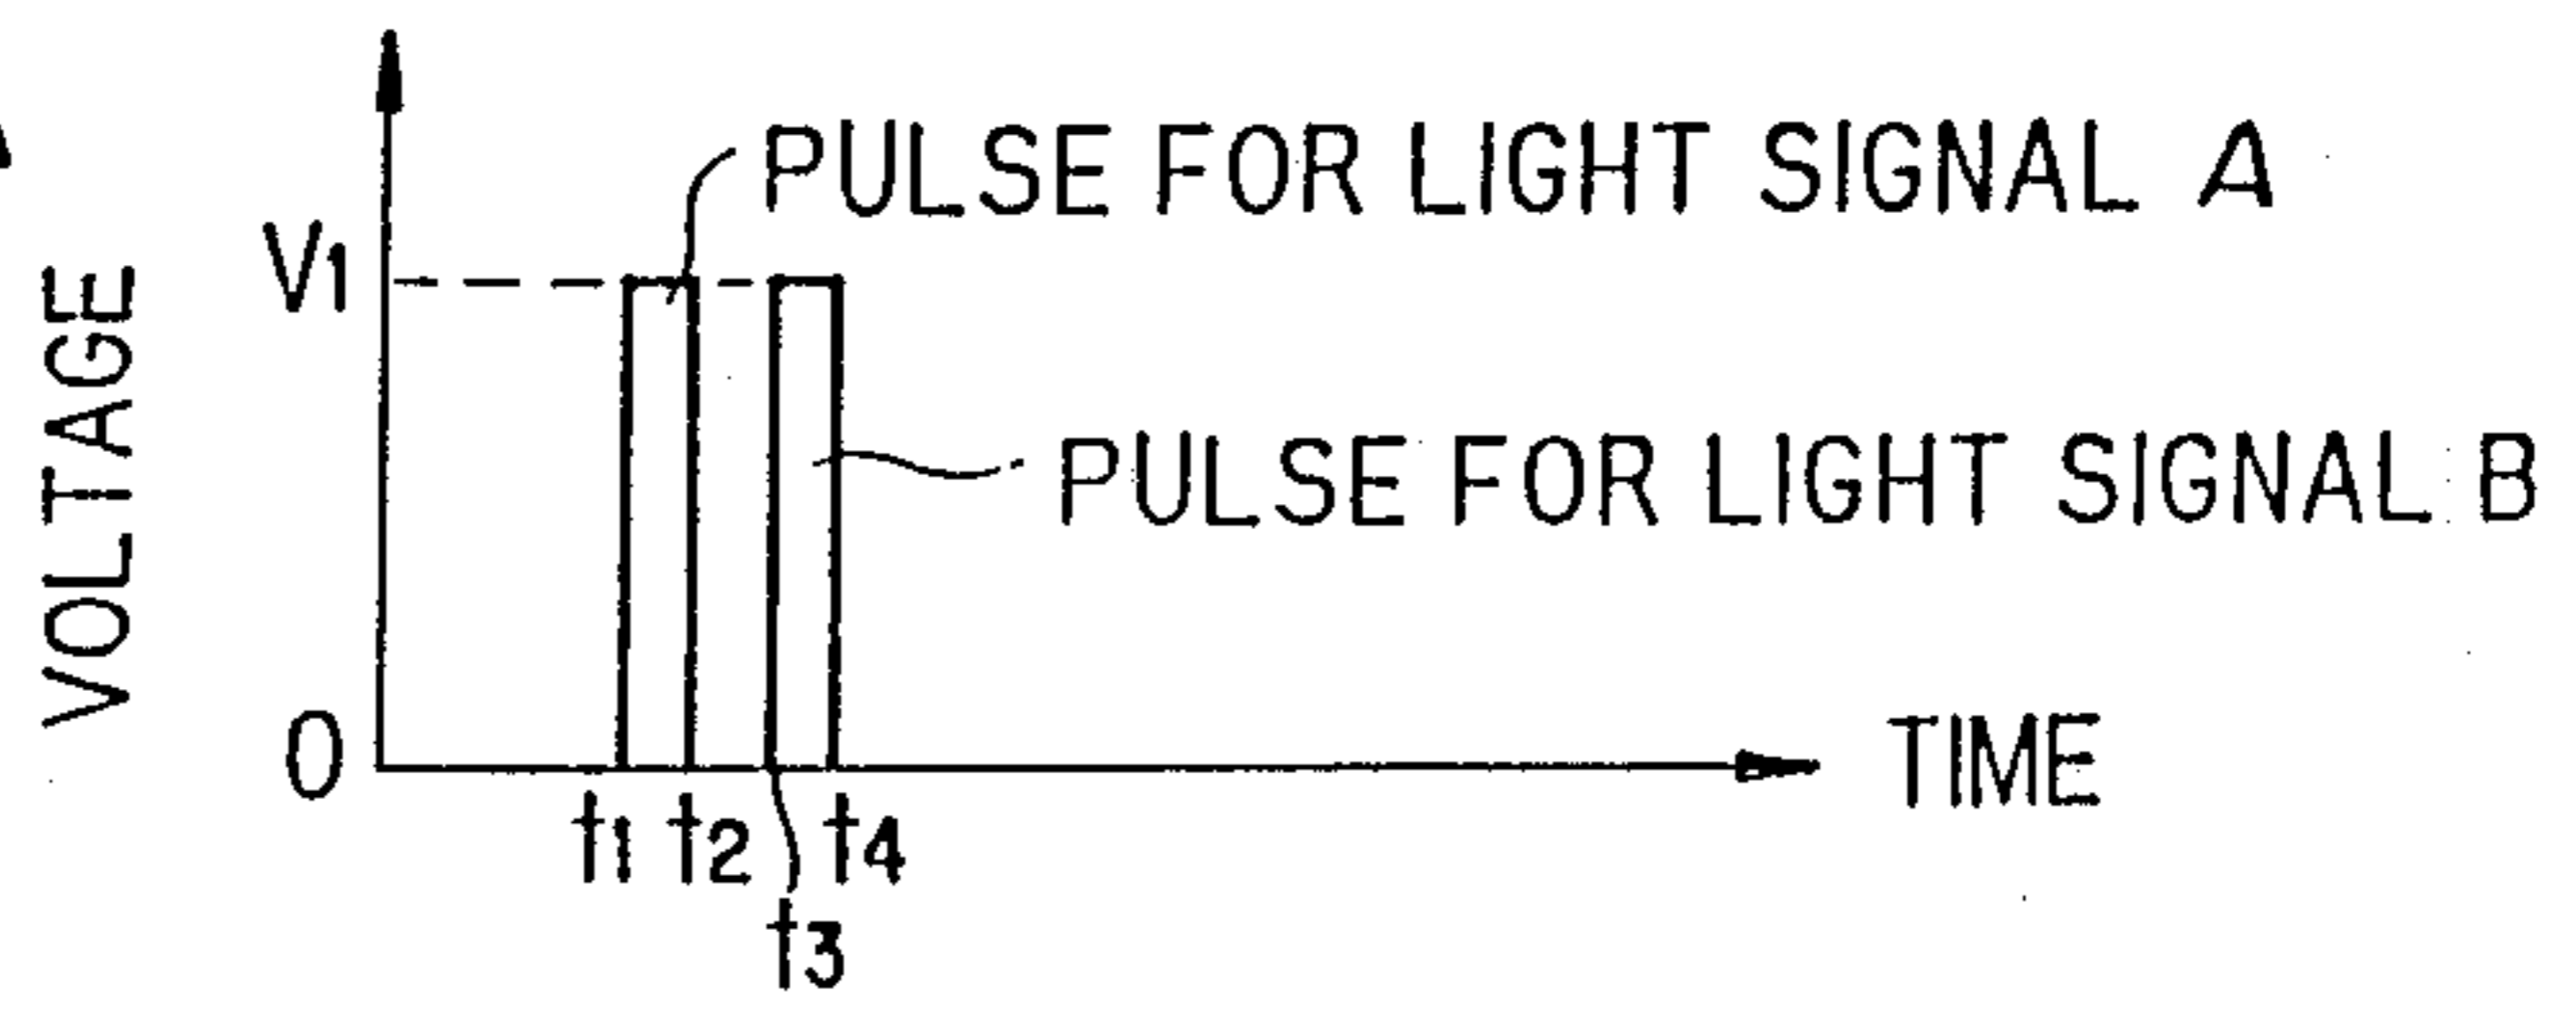 PULSE FOR LIGHT SIGNAL A
V1
VOLTAGE
PULSE FOR LIGHT SIGNAL B
0
TIME
t1 t2 t4
t3